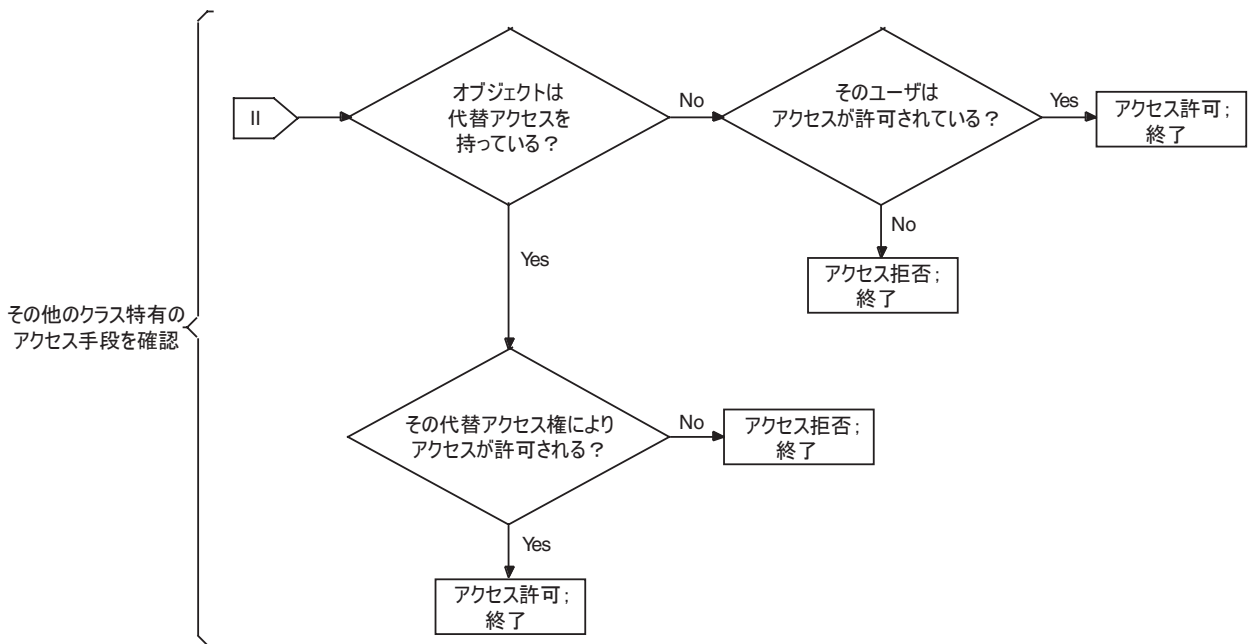 II
オブジェクトは
代替アクセスを
持っている？
No
そのユーザは
アクセスが許可されている？
Yes
アクセス許可；
終了
No
アクセス拒否；
終了
Yes
その他のクラス特有の
アクセス手段を確認
その代替アクセス権により
アクセスが許可される？
No
アクセス拒否；
終了
Yes
アクセス許可；
終了